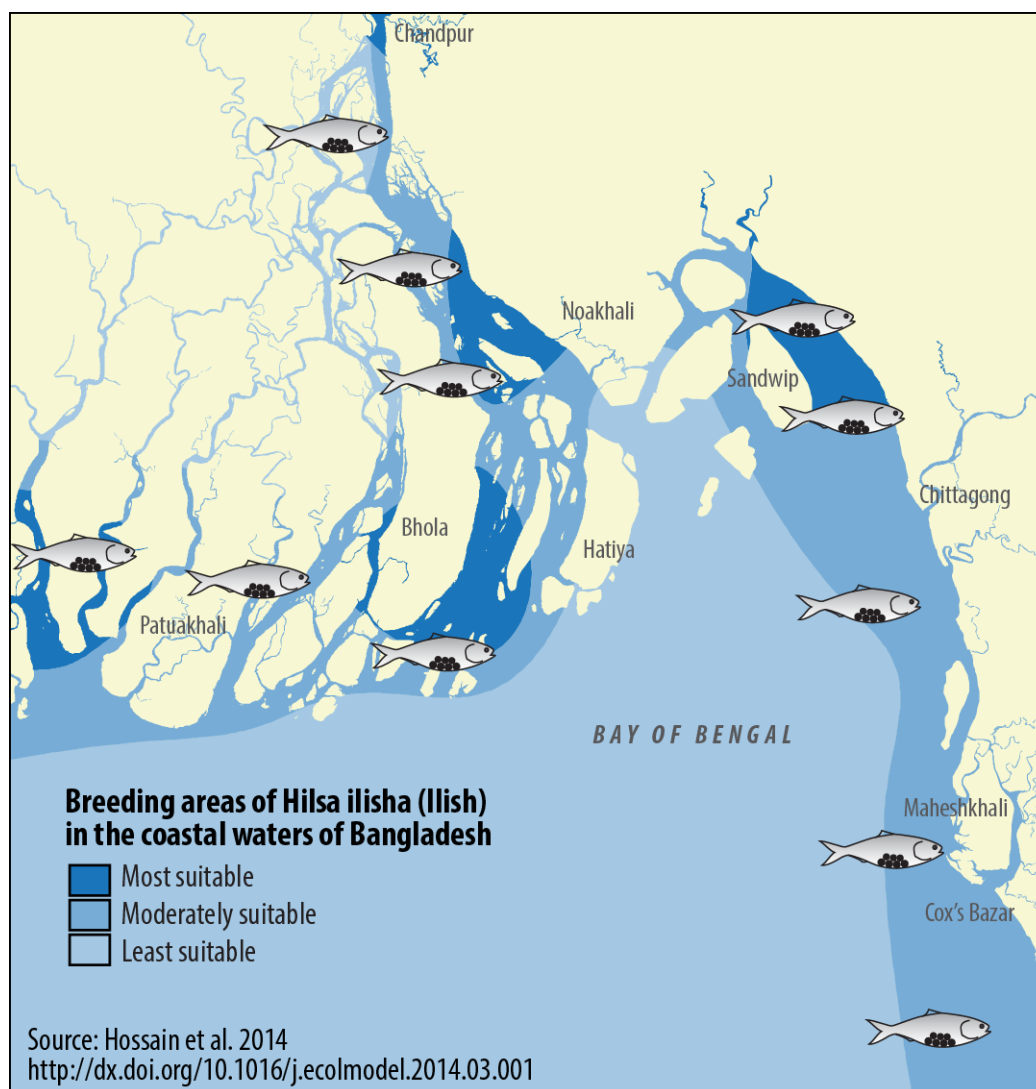 Chandpur
Noakhali
Sandwip
Chittagong
Bhola
Hatiya
Patuakhali
BAY OF BENGAL
Maheshkhali
Cox's Bazar
Breeding areas of Hilsa ilisha (Ilish)
in the coastal waters of Bangladesh
Most suitable
Moderately suitable
Least suitable
Source: Hossain et al. 2014
http://dx.doi.org/10.1016/j.ecolmodel.2014.03.001